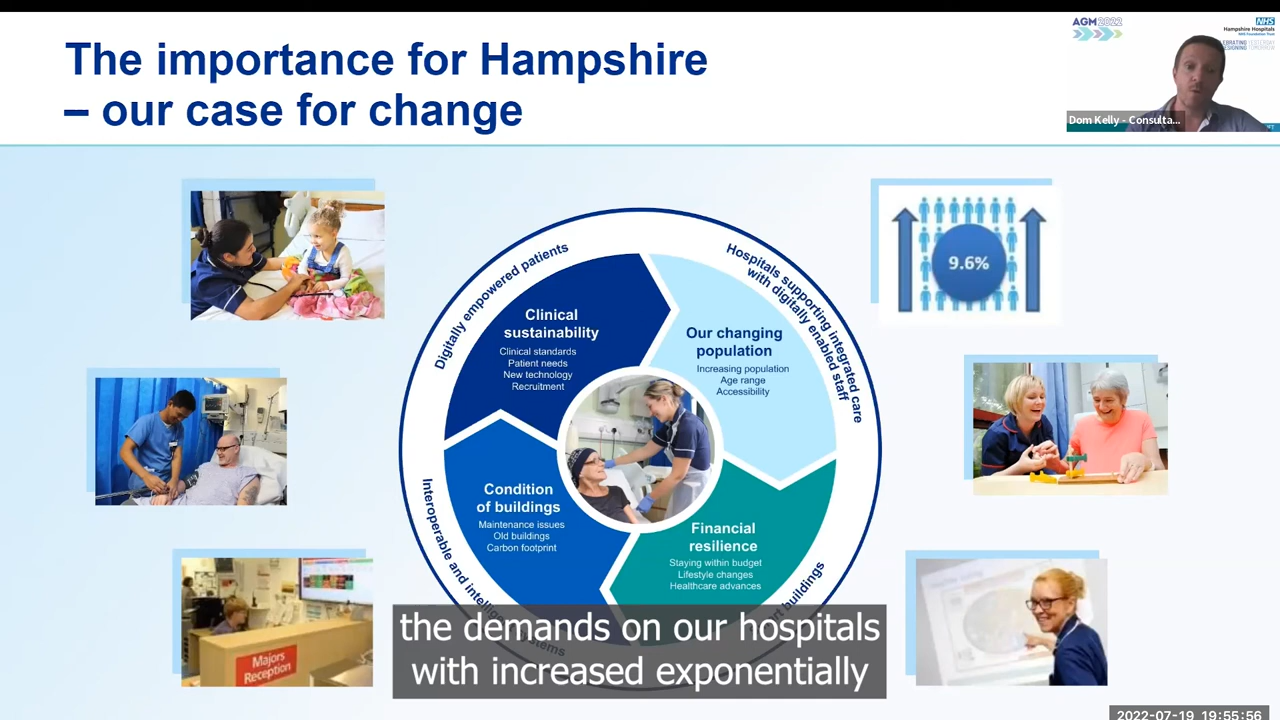 The importance for Hampshire
– our case for change
AGM2022
NHS
Hampshire Hospitals
NHS Foundation Trust
Dom Kelly - Consulta...
Digitally empowered patients
Hospitals supporting integrated care
with digitally enabled staff
Clinical
sustainability
Clinical standards
Patient needs
New technology
Recruitment
Our changing
population
Increasing population
Age range
Accessibility
9.6%
Condition
of buildings
Maintenance issues
Old buildings
Carbon footprint
Financial
resilience
Staying within budget
Lifestyle changes
Healthcare advances
Interoperable and
buildings
Majors
Reception
the demands on our hospitals
with increased exponentially
2022-07-19 19:55:56